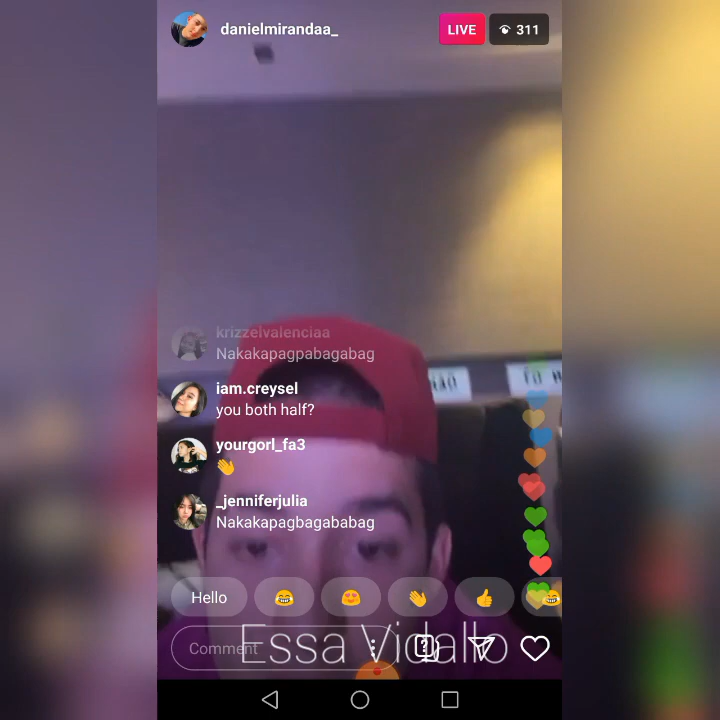 danielmirandaa_
LIVE
311
krizzelvalenciaa
Nakakapagpabagabag
iam.creysel
you both half?
yourgorl_fa3
👋
_jenniferjulia
Nakakapagbagababag
Hello
Comment
Essa Vidallo